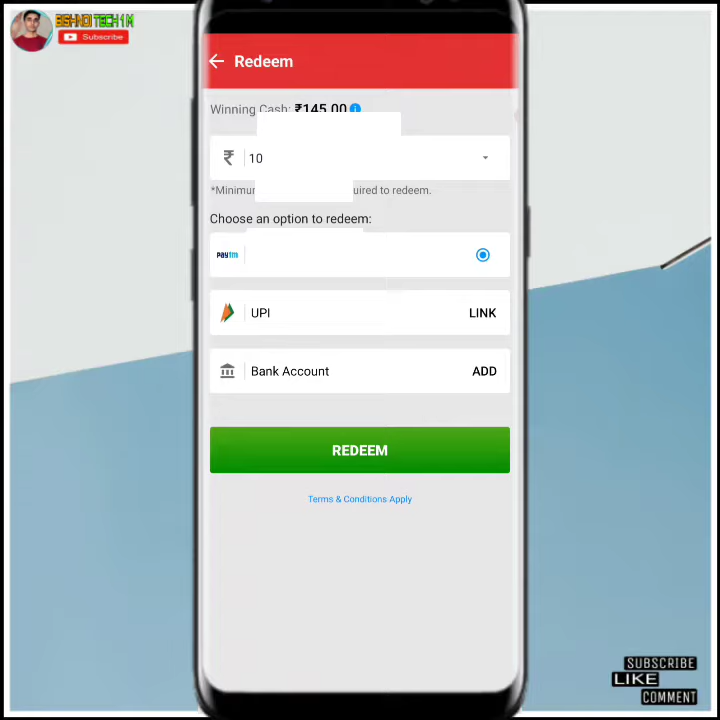 BISHNOI TECH 1 M
Subscribe
Redeem
Winning Cash: ₹145.00
₹ 10
*Minimu
uired to redeem.
Choose an option to redeem:
paytm
UPI LINK
Bank Account ADD
REDEEM
Terms & Conditions Apply
SUBSCRIBE
LIKE
COMMENT